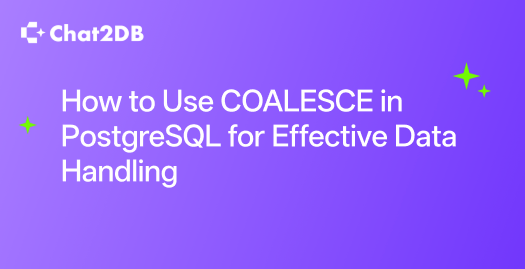 Chat2DB
How to Use COALESCE in
PostgreSQL for Effective Data
Handling